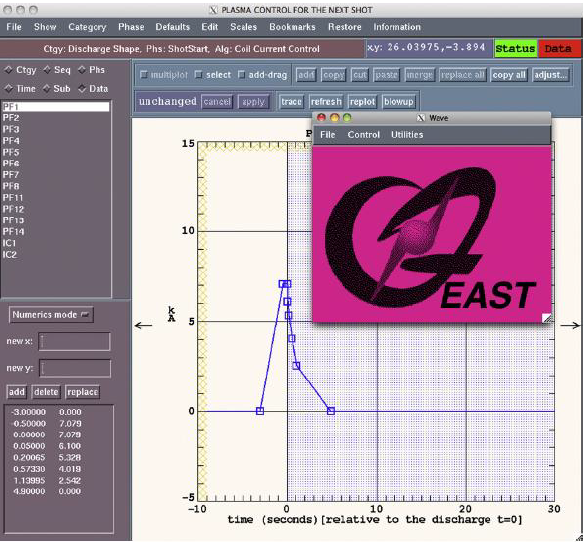 PLASMA CONTROL FOR THE NEXT SHOT
File Show Category Phase Defaults Edit Scales Bookmarks Restore Information
Ctgy: Discharge Shape, Phs: ShotStart, Alg: Coil Current Control
x,y: 26.03975,-3.894
Status
Data
Ctgy Seq Phs
Time Sub Data
multiplot select add-drag add copy cut paste merge replace all copy all adjust...
unchanged cancel apply trace refresh replot blowup
PF1
PF2
PF3
PF4
PF5
PF6
PF7
PF8
PF11
PF12
PF13
PF14
IC1
IC2
Wave
File Control Utilities
EAST
P
15
10
5
0
-5
kA
-10 0 10 20 30
time (seconds)[relative to the discharge t=0]
Numerics mode
new x:
new y:
add delete replace
-3.00000 0.000
-0.50000 7.079
0.00000 7.079
0.05000 6.100
0.20065 5.328
0.57330 4.019
1.13995 2.542
4.90000 0.000